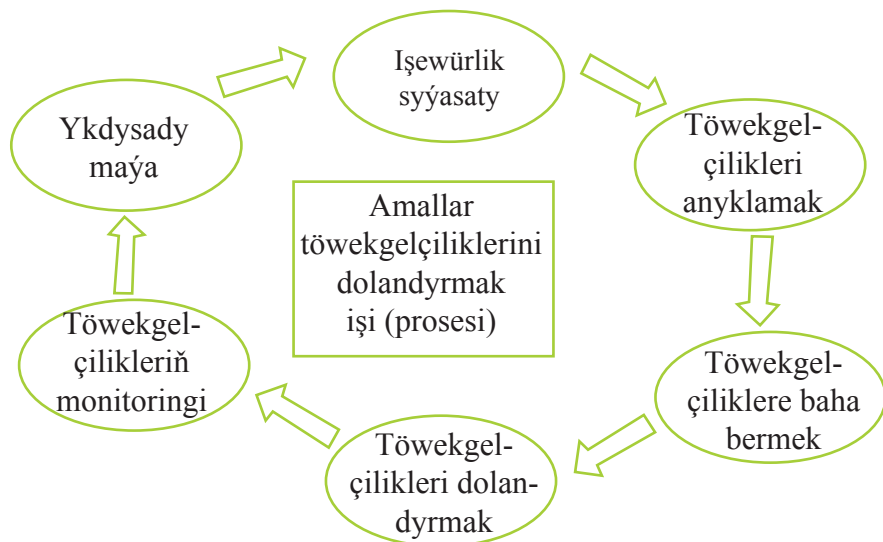 Işewürlik
syýasaty
Töwekgel-
çilikleri
anyklamak
Töwekgel-
çiliklere baha
bermek
Töwekgel-
çilikleri dolan-
dyrmak
Töwekgel-
çilikleriň
monitoringi
Ykdysady
maýa
Amallar
töwekgelçiliklerini
dolandyrmak
işi (prosesi)